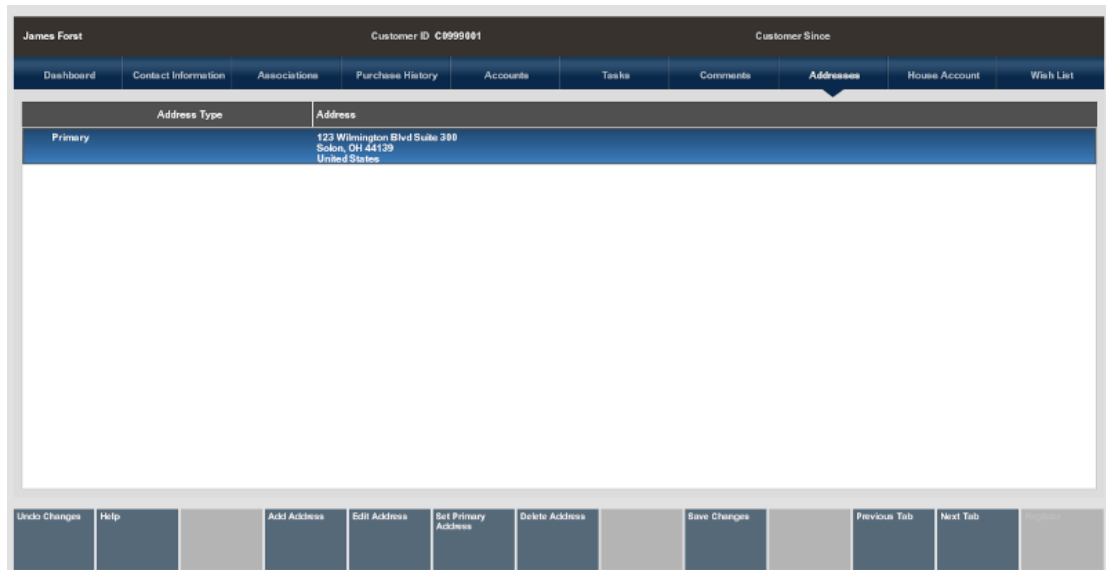 James Forst Customer ID C0999001 Customer Since
Dashboard Contact Information Associations Purchase History Accounts Tasks Comments Addresses House Account Wish List
Address Type Address
Primary 123 Wilmington Blvd Suite 300
Solon, OH 44139
United States
Undo Changes Help Add Address Edit Address Set Primary Delete Address Save Changes Previous Tab Next Tab
Address